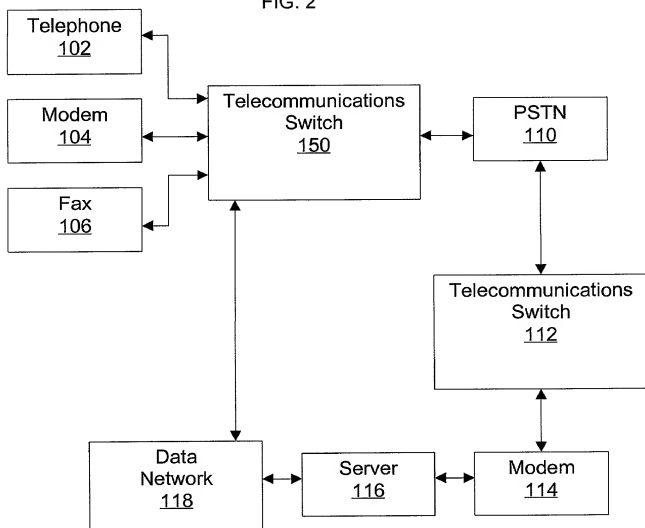 FIG. 2
Telephone
102
Modem
104
Fax
106
Telecommunications
Switch
150
PSTN
110
Telecommunications
Switch
112
Data
Network
118
Server
116
Modem
114